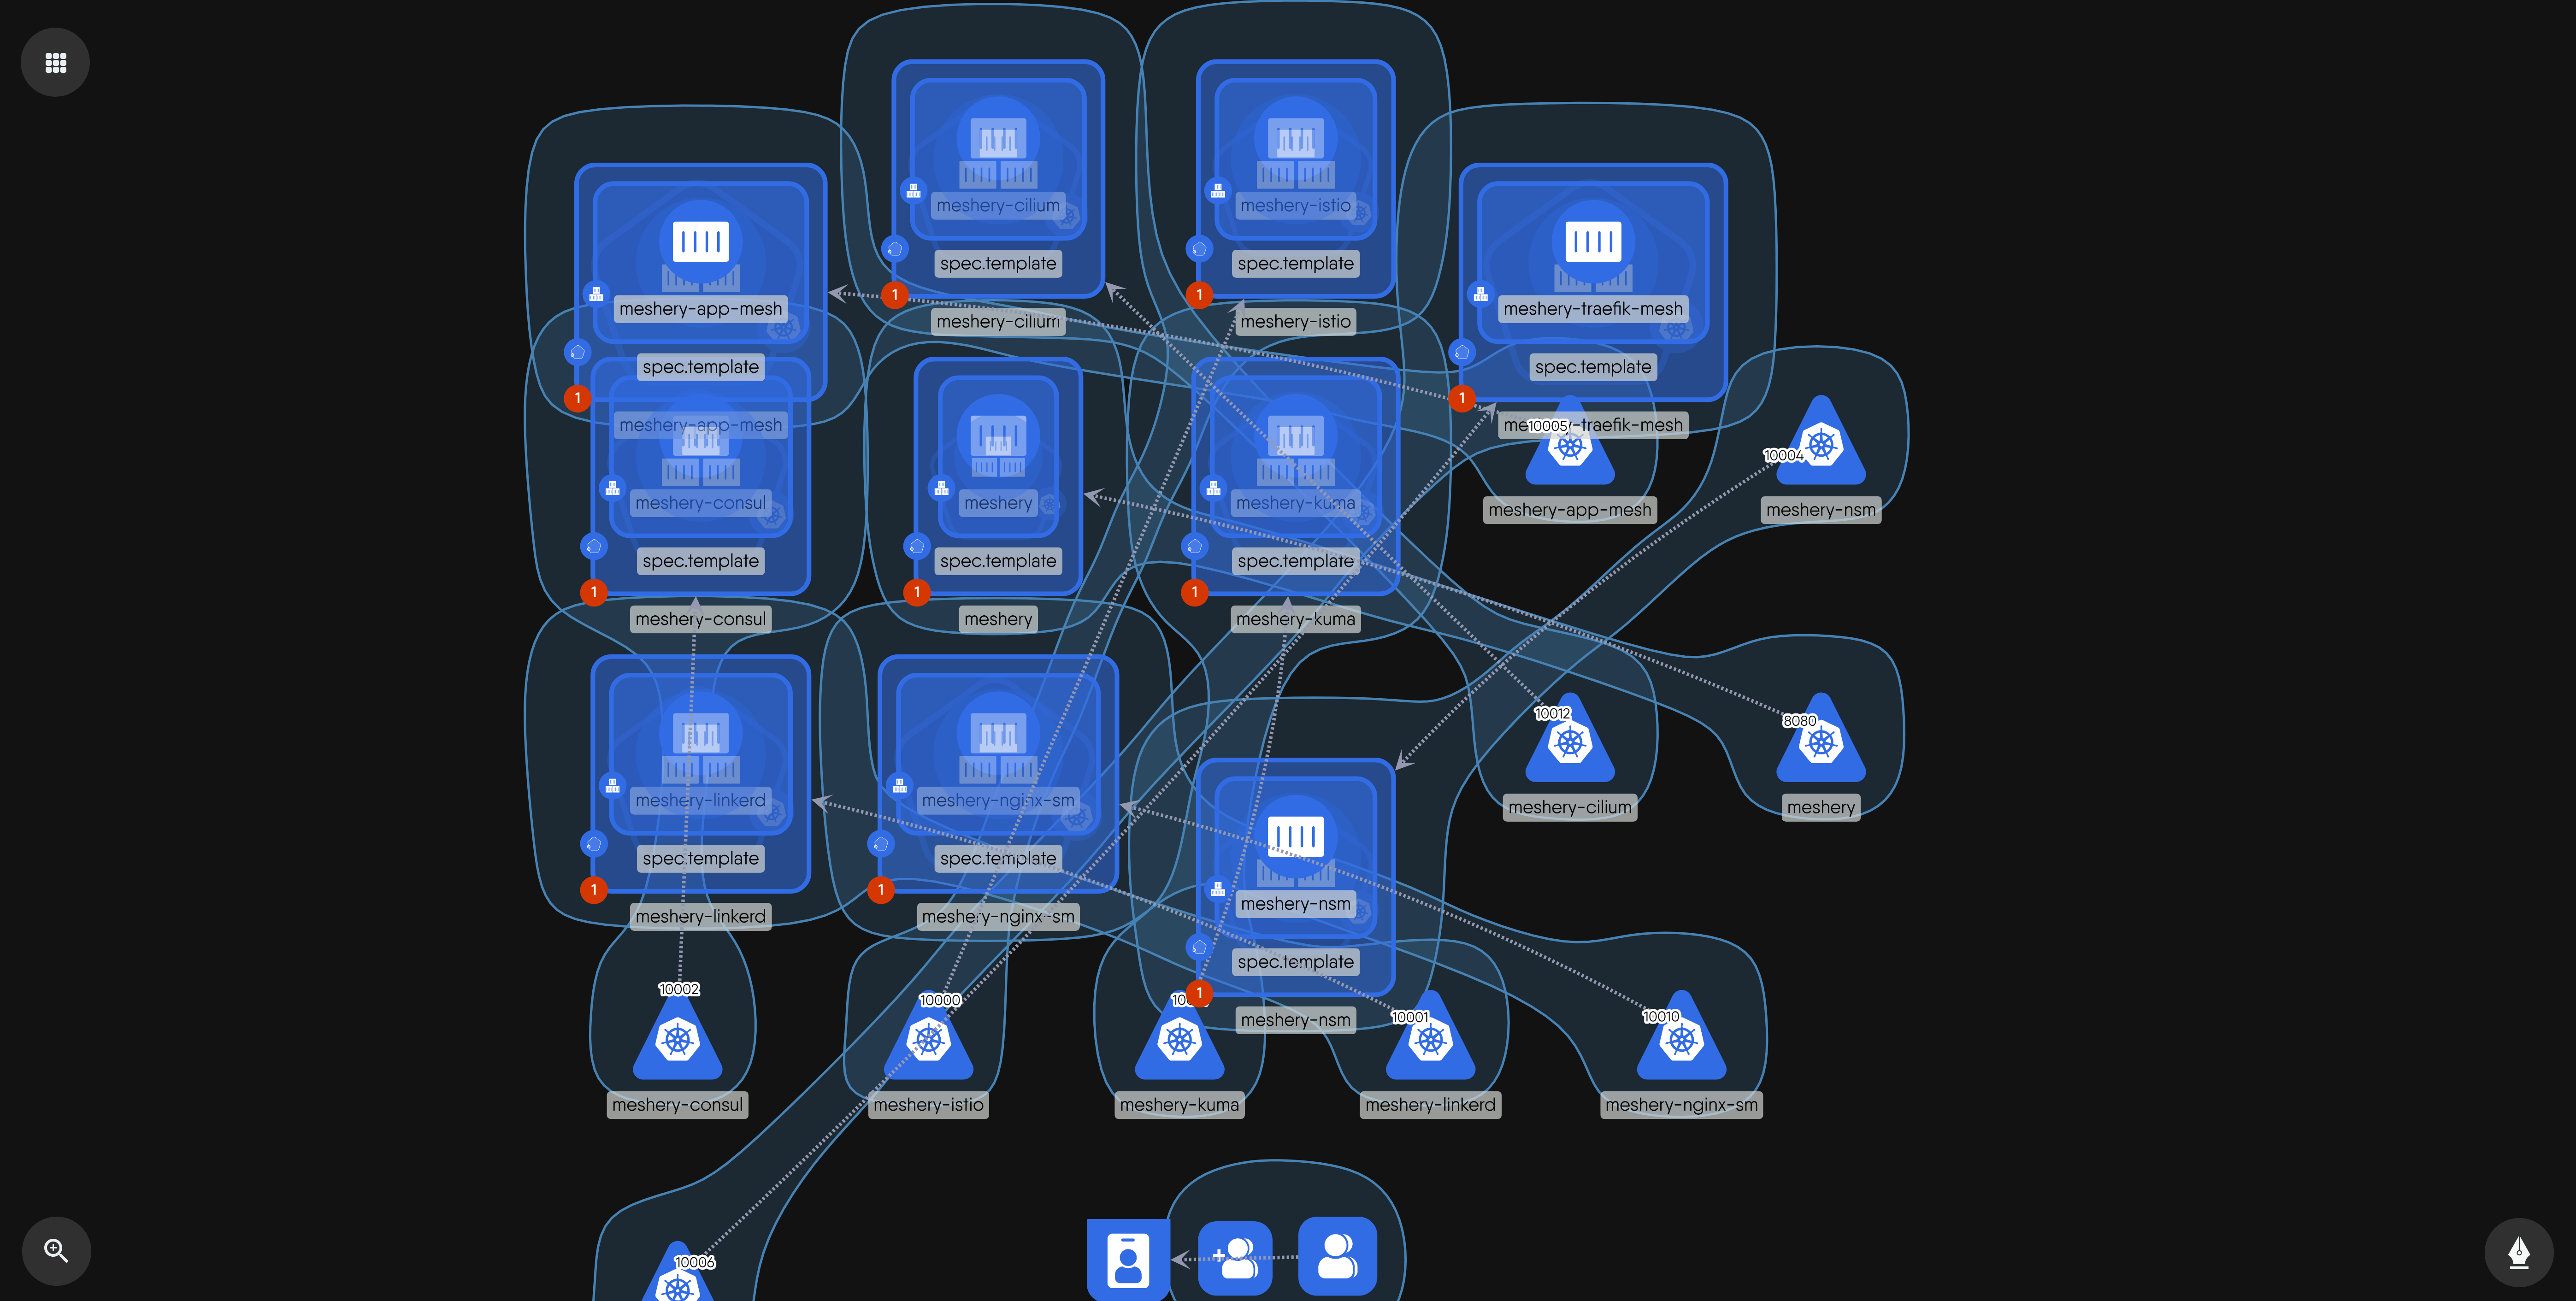 meshery-cilium
spec.template
1
meshery-cilium
meshery-istio
spec.template
1
meshery-istio
meshery-app-mesh
spec.template
1
meshery-app-mesh
meshery-traefik-mesh
spec.template
1
-traefik-mesh
meshery-consul
spec.template
1
meshery-consul
meshery
spec.template
1
meshery
meshery-kuma
spec.template
1
meshery-kuma
10005
meshery-app-mesh
10004
meshery-nsm
meshery-linkerd
spec.template
1
meshery-linkerd
meshery-nginx-sm
spec.template
1
meshery-nginx-sm
meshery-nsm
spec.template
1
meshery-nsm
10012
meshery-cilium
8080
meshery
10002
meshery-consul
10000
meshery-istio
meshery-kuma
10001
meshery-linkerd
10010
meshery-nginx-sm
10006